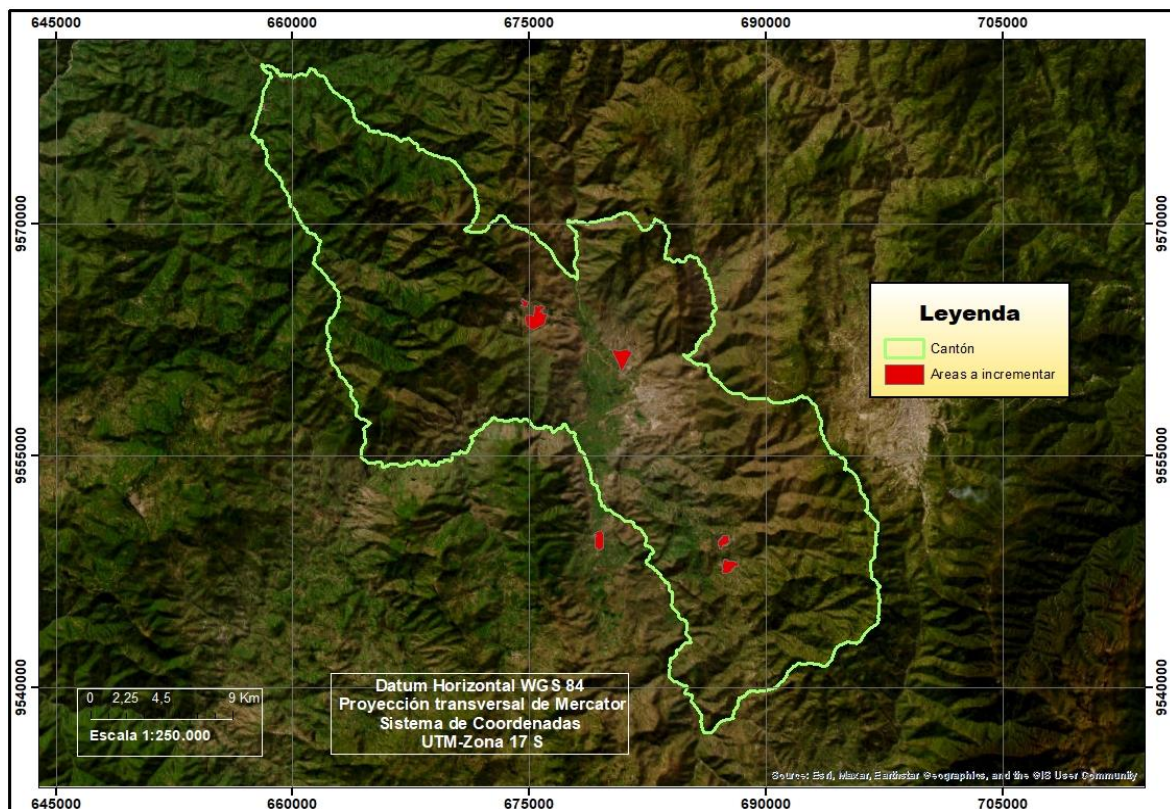 645000 660000 675000 690000 705000
9570000 9570000
Leyenda
Cantón
Areas a incrementar
9555000 9555000
9540000 9540000
0 2,25 4,5 9 Km
Escala 1:250.000
Datum Horizontal WGS 84
Proyección transversal de Mercator
Sistema de Coordenadas
UTM-Zona 17 S
Source: Esri, Maxar, Earthstar Geographics, and the GIS User Community
645000 660000 675000 690000 705000